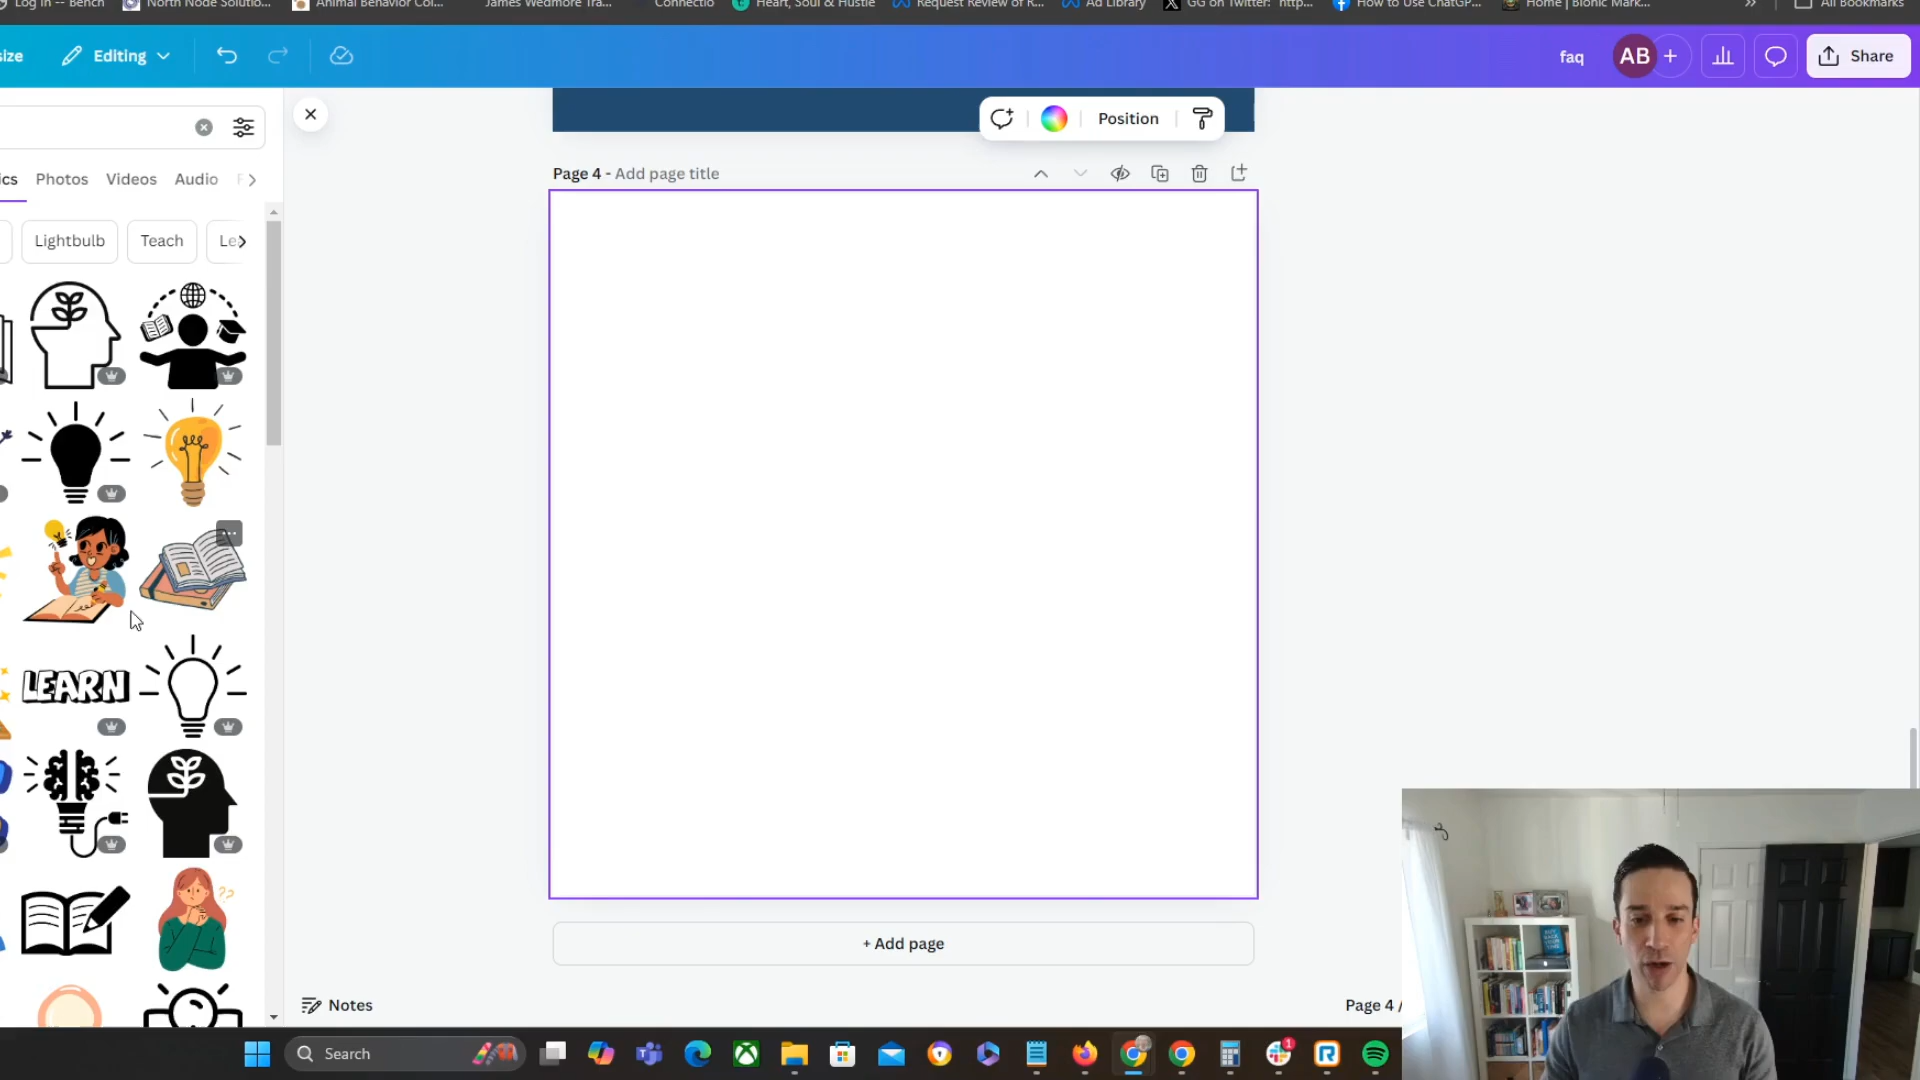 Log In -- Bench
North Node Solutio...
Animal Behavior Col...
James Wedmore Tra...
Connectio
Heart, Soul & Hustle
Request Review of R...
Ad Library
GG on Twitter: "http...
How to Use ChatGP...
Home | Bionic Mark...
All Bookmarks
size
Editing
faq
AB
Share
Position
ics
Photos
Videos
Audio
Page 4 - Add page title
Lightbulb
Teach
Le
LEARN
+ Add page
Notes
Page 4 /
Search
1